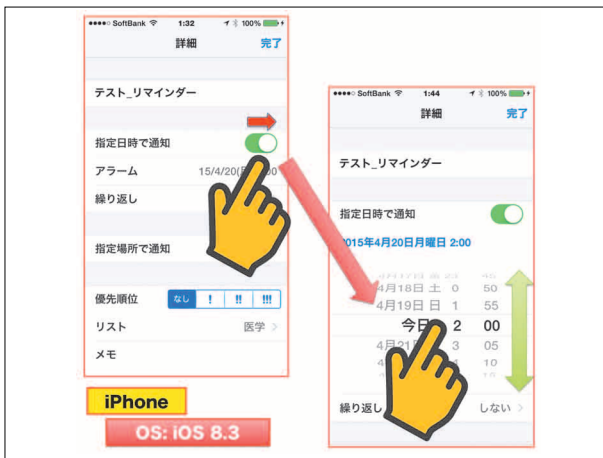 SoftBank 1:32 100%
詳細 完了
テスト_リマインダー
指定日時で通知
アラーム 15/4/20(
繰り返し
指定場所で通知
優先順位 なし ! !! !!!
リスト 医学 >
メモ
iPhone
OS: iOS 8.3
SoftBank 1:44 100%
詳細 完了
テスト_リマインダー
指定日時で通知
2015年4月20日月曜日 2:00
4月18日 土 0 50
4月19日 日 1 55
今日 2 00
4月21日 3 05
10
繰り返し しない >